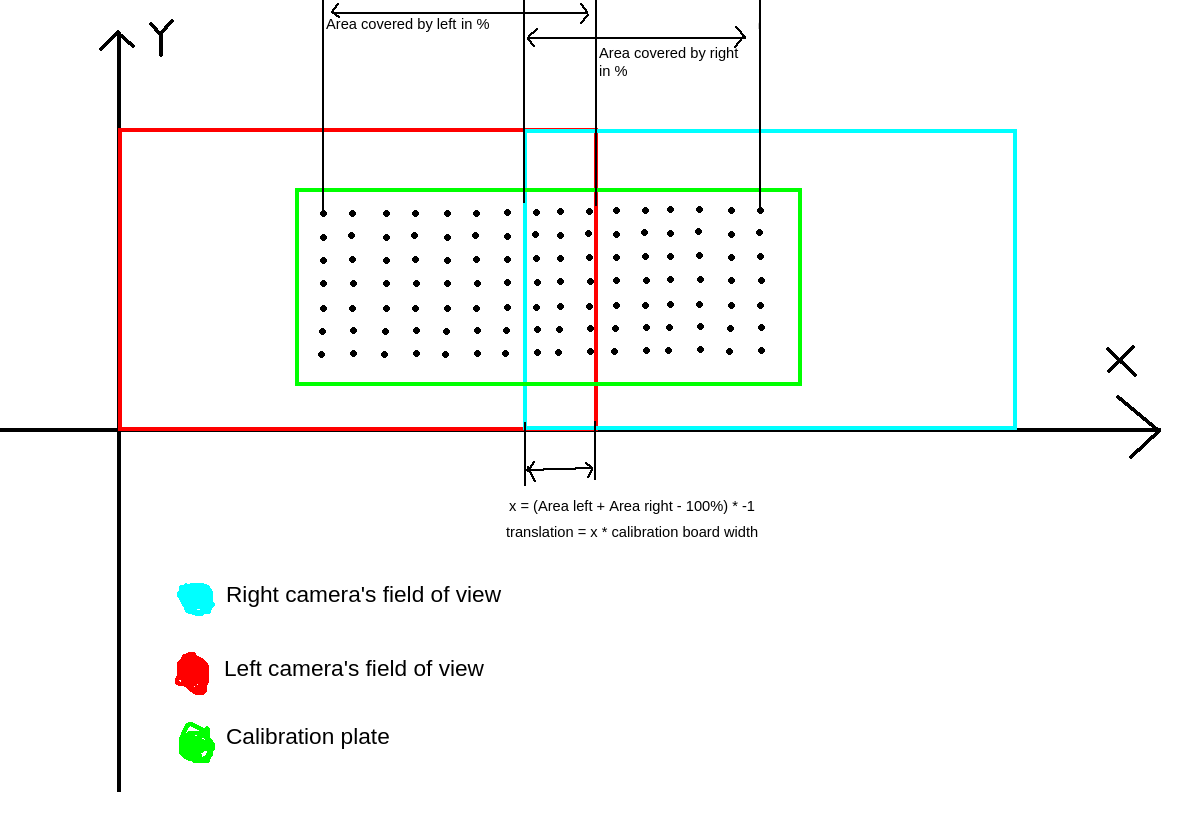 Y
Area covered by left in %
Area covered by right
in %
X
x = (Area left + Area right - 100%) * -1
translation = x * calibration board width
Right camera's field of view
Left camera's field of view
Calibration plate